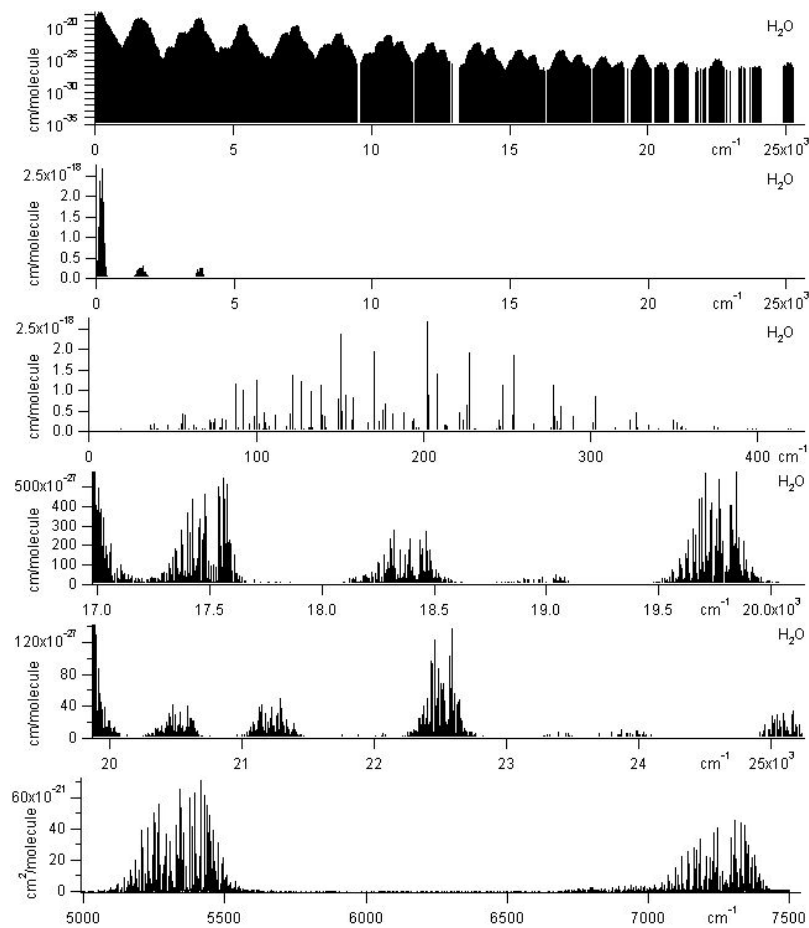 10⁻²⁰
10⁻²⁵
10⁻³⁰
10⁻³⁵
cm/molecule
H₂O
0 5 10 15 20 cm⁻¹ 25x10³
2.5x10⁻¹⁸
2.0
1.5
1.0
0.5
0.0
cm/molecule
H₂O
0 5 10 15 20 cm⁻¹ 25x10³
2.5x10⁻¹⁸
2.0
1.5
1.0
0.5
0.0
cm/molecule
H₂O
0 100 200 300 400 cm⁻¹
500x10⁻²⁷
400
300
200
100
0
cm/molecule
H₂O
17.0 17.5 18.0 18.5 19.0 19.5 cm⁻¹ 20.0x10³
120x10⁻²⁷
80
40
0
cm/molecule
H₂O
20 21 22 23 24 cm⁻¹ 25x10³
60x10⁻²¹
40
20
0
cm²/molecule
5000 5500 6000 6500 7000 cm⁻¹ 7500